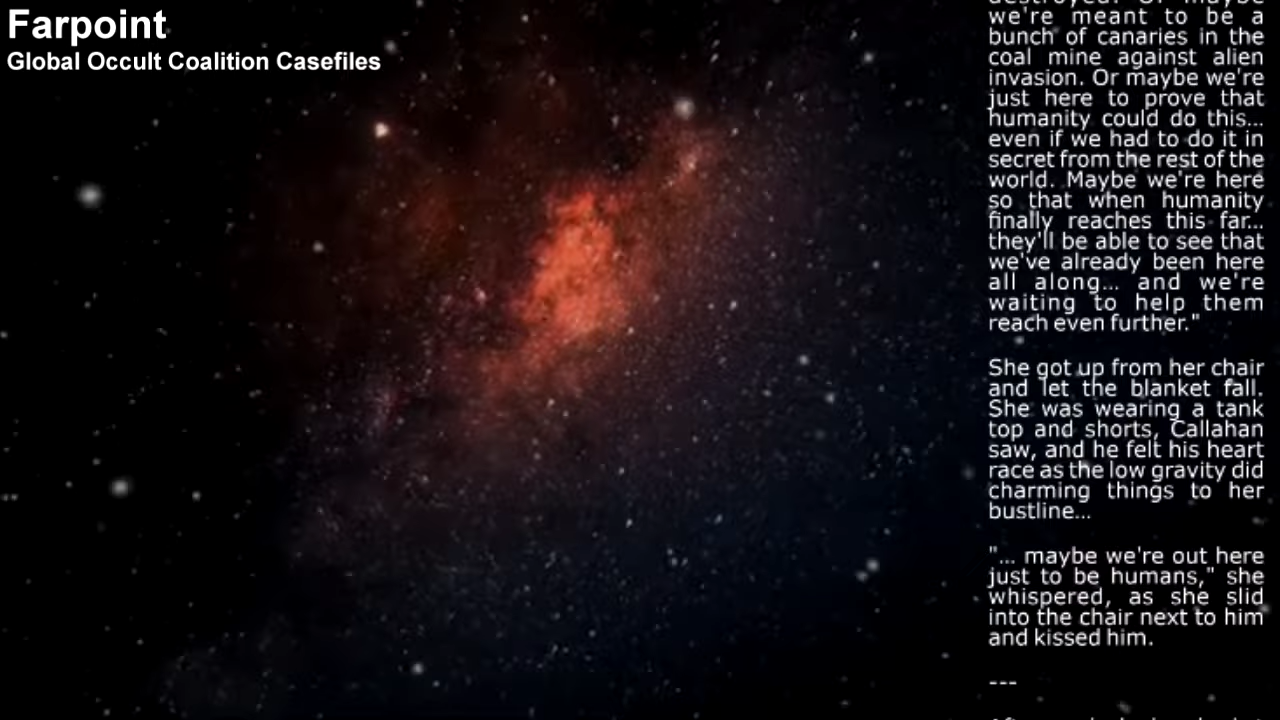 Farpoint
Global Occult Coalition Casefiles
destroyed? Or maybe
we're meant to be a
bunch of canaries in the
coal mine against alien
invasion. Or maybe we're
just here to prove that
humanity could do this...
even if we had to do it in
secret from the rest of the
world. Maybe we're here
so that when humanity
finally reaches this far...
they'll be able to see that
we've already been here
all along... and we're
waiting to help them
reach even further."
She got up from her chair
and let the blanket fall.
She was wearing a tank
top and shorts, Callahan
saw, and he felt his heart
race as the low gravity did
charming things to her
bustline...
"... maybe we're out here
just to be humans," she
whispered, as she slid
into the chair next to him
and kissed him.
---